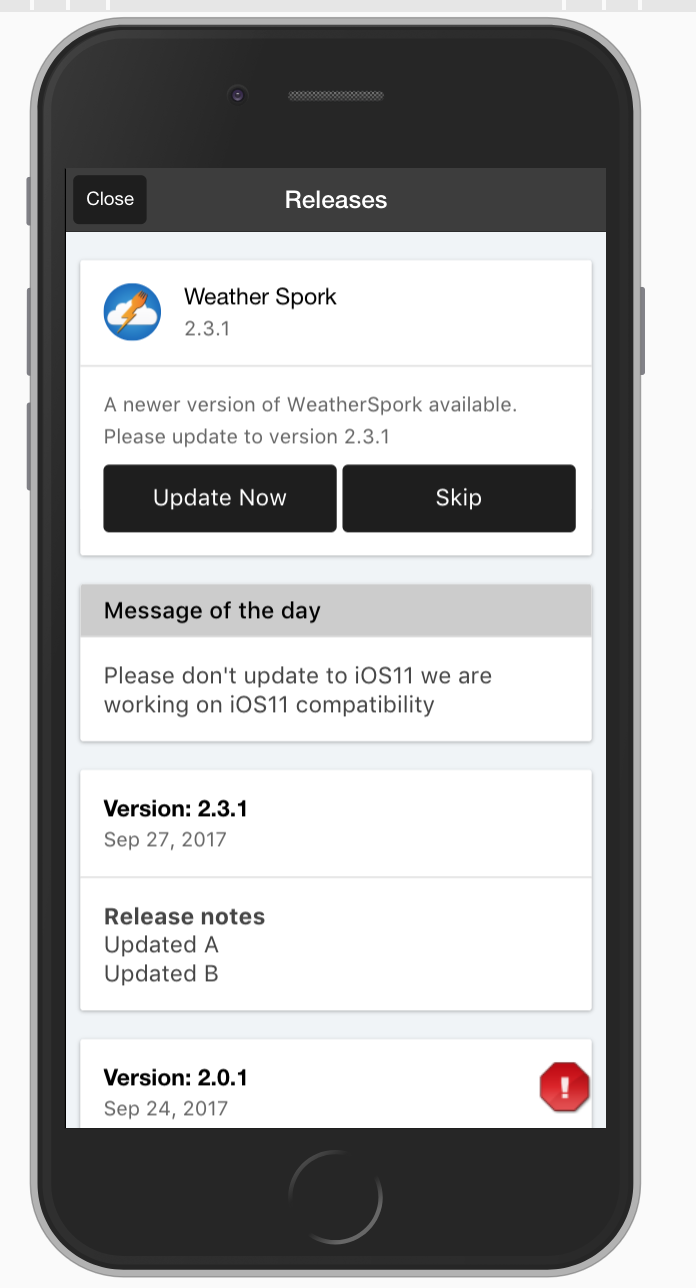 Close
Releases
Weather Spork
2.3.1
A newer version of WeatherSpork available.
Please update to version 2.3.1
Update Now
Skip
Message of the day
Please don't update to iOS11 we are
working on iOS11 compatibility
Version: 2.3.1
Sep 27, 2017
Release notes
Updated A
Updated B
Version: 2.0.1
Sep 24, 2017